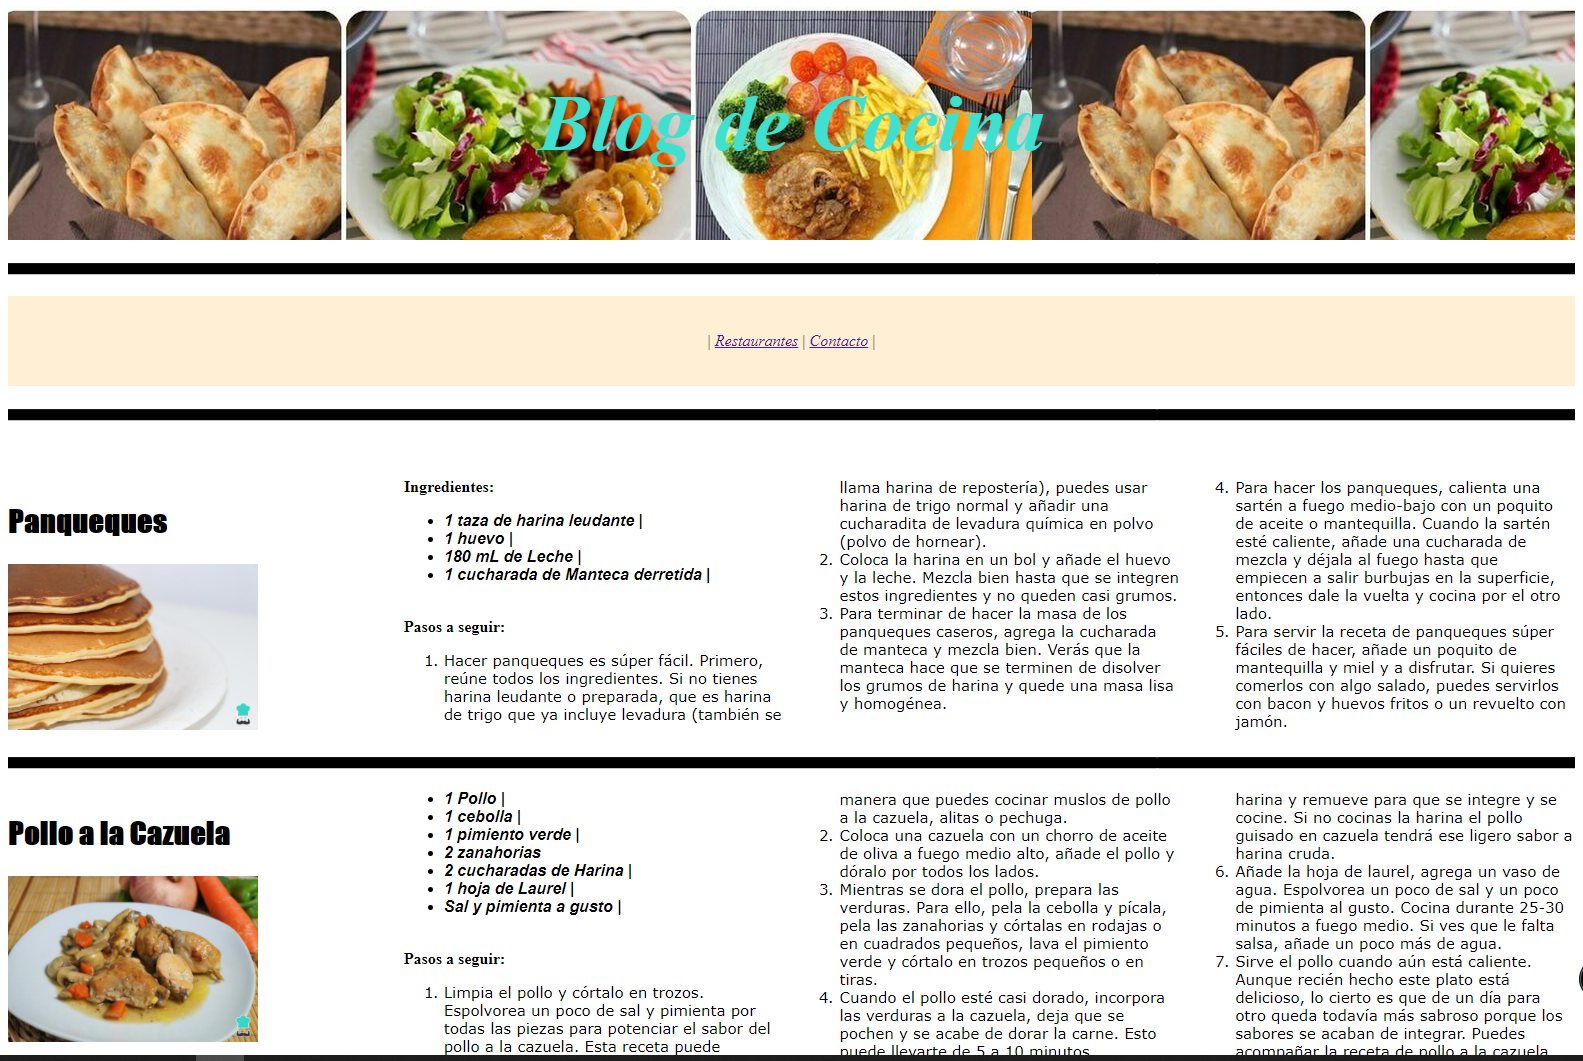 Blog de Cocina
| Restaurantes | Contacto |
Panqueques
Ingredientes:
1 taza de harina leudante |
1 huevo |
180 mL de Leche |
1 cucharada de Manteca derretida |
Pasos a seguir:
1. Hacer panqueques es súper fácil. Primero,
reúne todos los ingredientes. Si no tienes
harina leudante o preparada, que es harina
de trigo que ya incluye levadura (también se
llama harina de repostería), puedes usar
harina de trigo normal y añadir una
cucharadita de levadura química en polvo
(polvo de hornear).
2. Coloca la harina en un bol y añade el huevo
y la leche. Mezcla bien hasta que se integren
estos ingredientes y no queden casi grumos.
3. Para terminar de hacer la masa de los
panqueques caseros, agrega la cucharada
de manteca y mezcla bien. Verás que la
manteca hace que se terminen de disolver
los grumos de harina y quede una masa lisa
y homogénea.
4. Para hacer los panqueques, calienta una
sartén a fuego medio-bajo con un poquito
de aceite o mantequilla. Cuando la sartén
esté caliente, añade una cucharada de
mezcla y déjala al fuego hasta que
empiecen a salir burbujas en la superficie,
entonces dale la vuelta y cocina por el otro
lado.
5. Para servir la receta de panqueques súper
fáciles de hacer, añade un poquito de
mantequilla y miel y a disfrutar. Si quieres
comerlos con algo salado, puedes servirlos
con bacon y huevos fritos o un revuelto con
jamón.
Pollo a la Cazuela
1 Pollo |
1 cebolla |
1 pimiento verde |
2 zanahorias
2 cucharadas de Harina |
1 hoja de Laurel |
Sal y pimienta a gusto |
Pasos a seguir:
1. Limpia el pollo y córtalo en trozos.
Espolvorea un poco de sal y pimienta por
todas las piezas para potenciar el sabor del
pollo a la cazuela. Esta receta puede
manera que puedes cocinar muslos de pollo
a la cazuela, alitas o pechuga.
2. Coloca una cazuela con un chorro de aceite
de oliva a fuego medio alto, añade el pollo y
dóralo por todos los lados.
3. Mientras se dora el pollo, prepara las
verduras. Para ello, pela la cebolla y pícala,
pela las zanahorias y córtalas en rodajas o
en cuadrados pequeños, lava el pimiento
verde y córtalo en trozos pequeños o en
tiras.
4. Cuando el pollo esté casi dorado, incorpora
las verduras a la cazuela, deja que se
pochen y se acabe de dorar la carne. Esto
puede llevarte de 5 a 10 minutos
harina y remueve para que se integre y se
cocine. Si no cocinas la harina el pollo
guisado en cazuela tendrá ese ligero sabor a
harina cruda.
6. Añade la hoja de laurel, agrega un vaso de
agua. Espolvorea un poco de sal y un poco
de pimienta al gusto. Cocina durante 25-30
minutos a fuego medio. Si ves que le falta
salsa, añade un poco más de agua.
7. Sirve el pollo cuando aún está caliente.
Aunque recién hecho este plato está
delicioso, lo cierto es que de un día para
otro queda todavía más sabroso porque los
sabores se acaban de integrar. Puedes
acompañar la receta de pollo a la cazuela